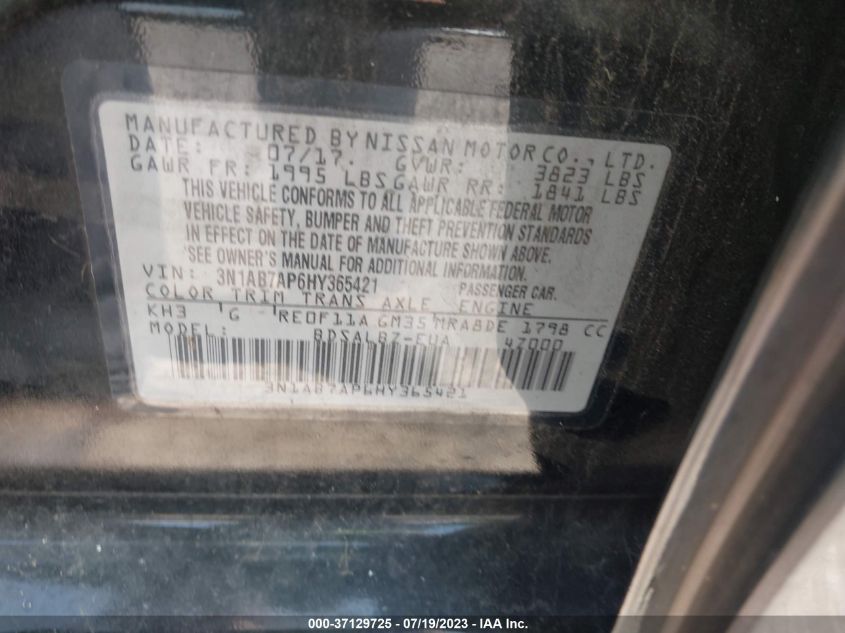 MANUFACTURED BY NISSAN MOTOR CO., LTD.
DATE: 07/17. GVWR: 3823 LBS
GAWR FR: 1995 LBS GAWR RR: 1841 LBS
THIS VEHICLE CONFORMS TO ALL APPLICABLE FEDERAL MOTOR
VEHICLE SAFETY, BUMPER AND THEFT PREVENTION STANDARDS
IN EFFECT ON THE DATE OF MANUFACTURE SHOWN ABOVE.
SEE OWNER'S MANUAL FOR ADDITIONAL INFORMATION.
VIN: 3N1AB7AP6HY365421 PASSENGER CAR.
COLOR TRIM TRANS AXLE ENGINE
KH3 G RE0F11A GM35 MRA8DE 1798 CC
MODEL: BDSALB7-EUA 4Z000
3N1AB7AP6HY365421
000-37129725 - 07/19/2023 - IAA Inc.